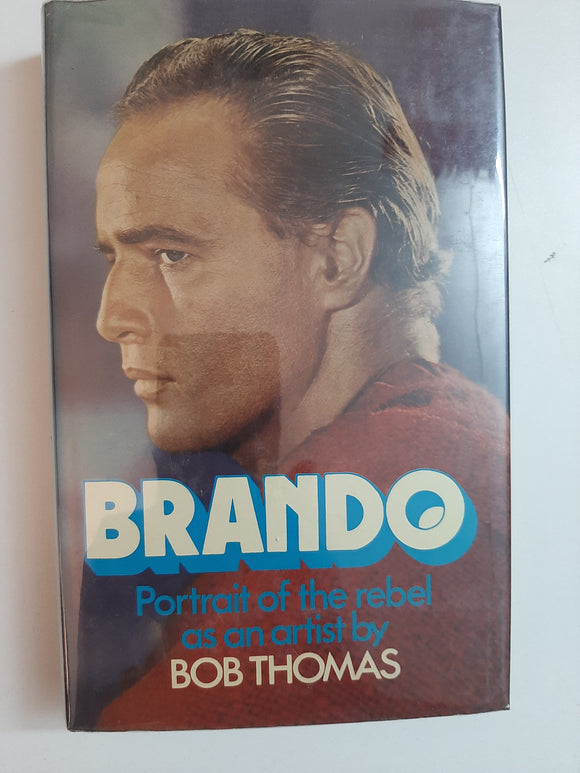 BRANDO
Portrait of the rebel
as an artist by
BOB THOMAS